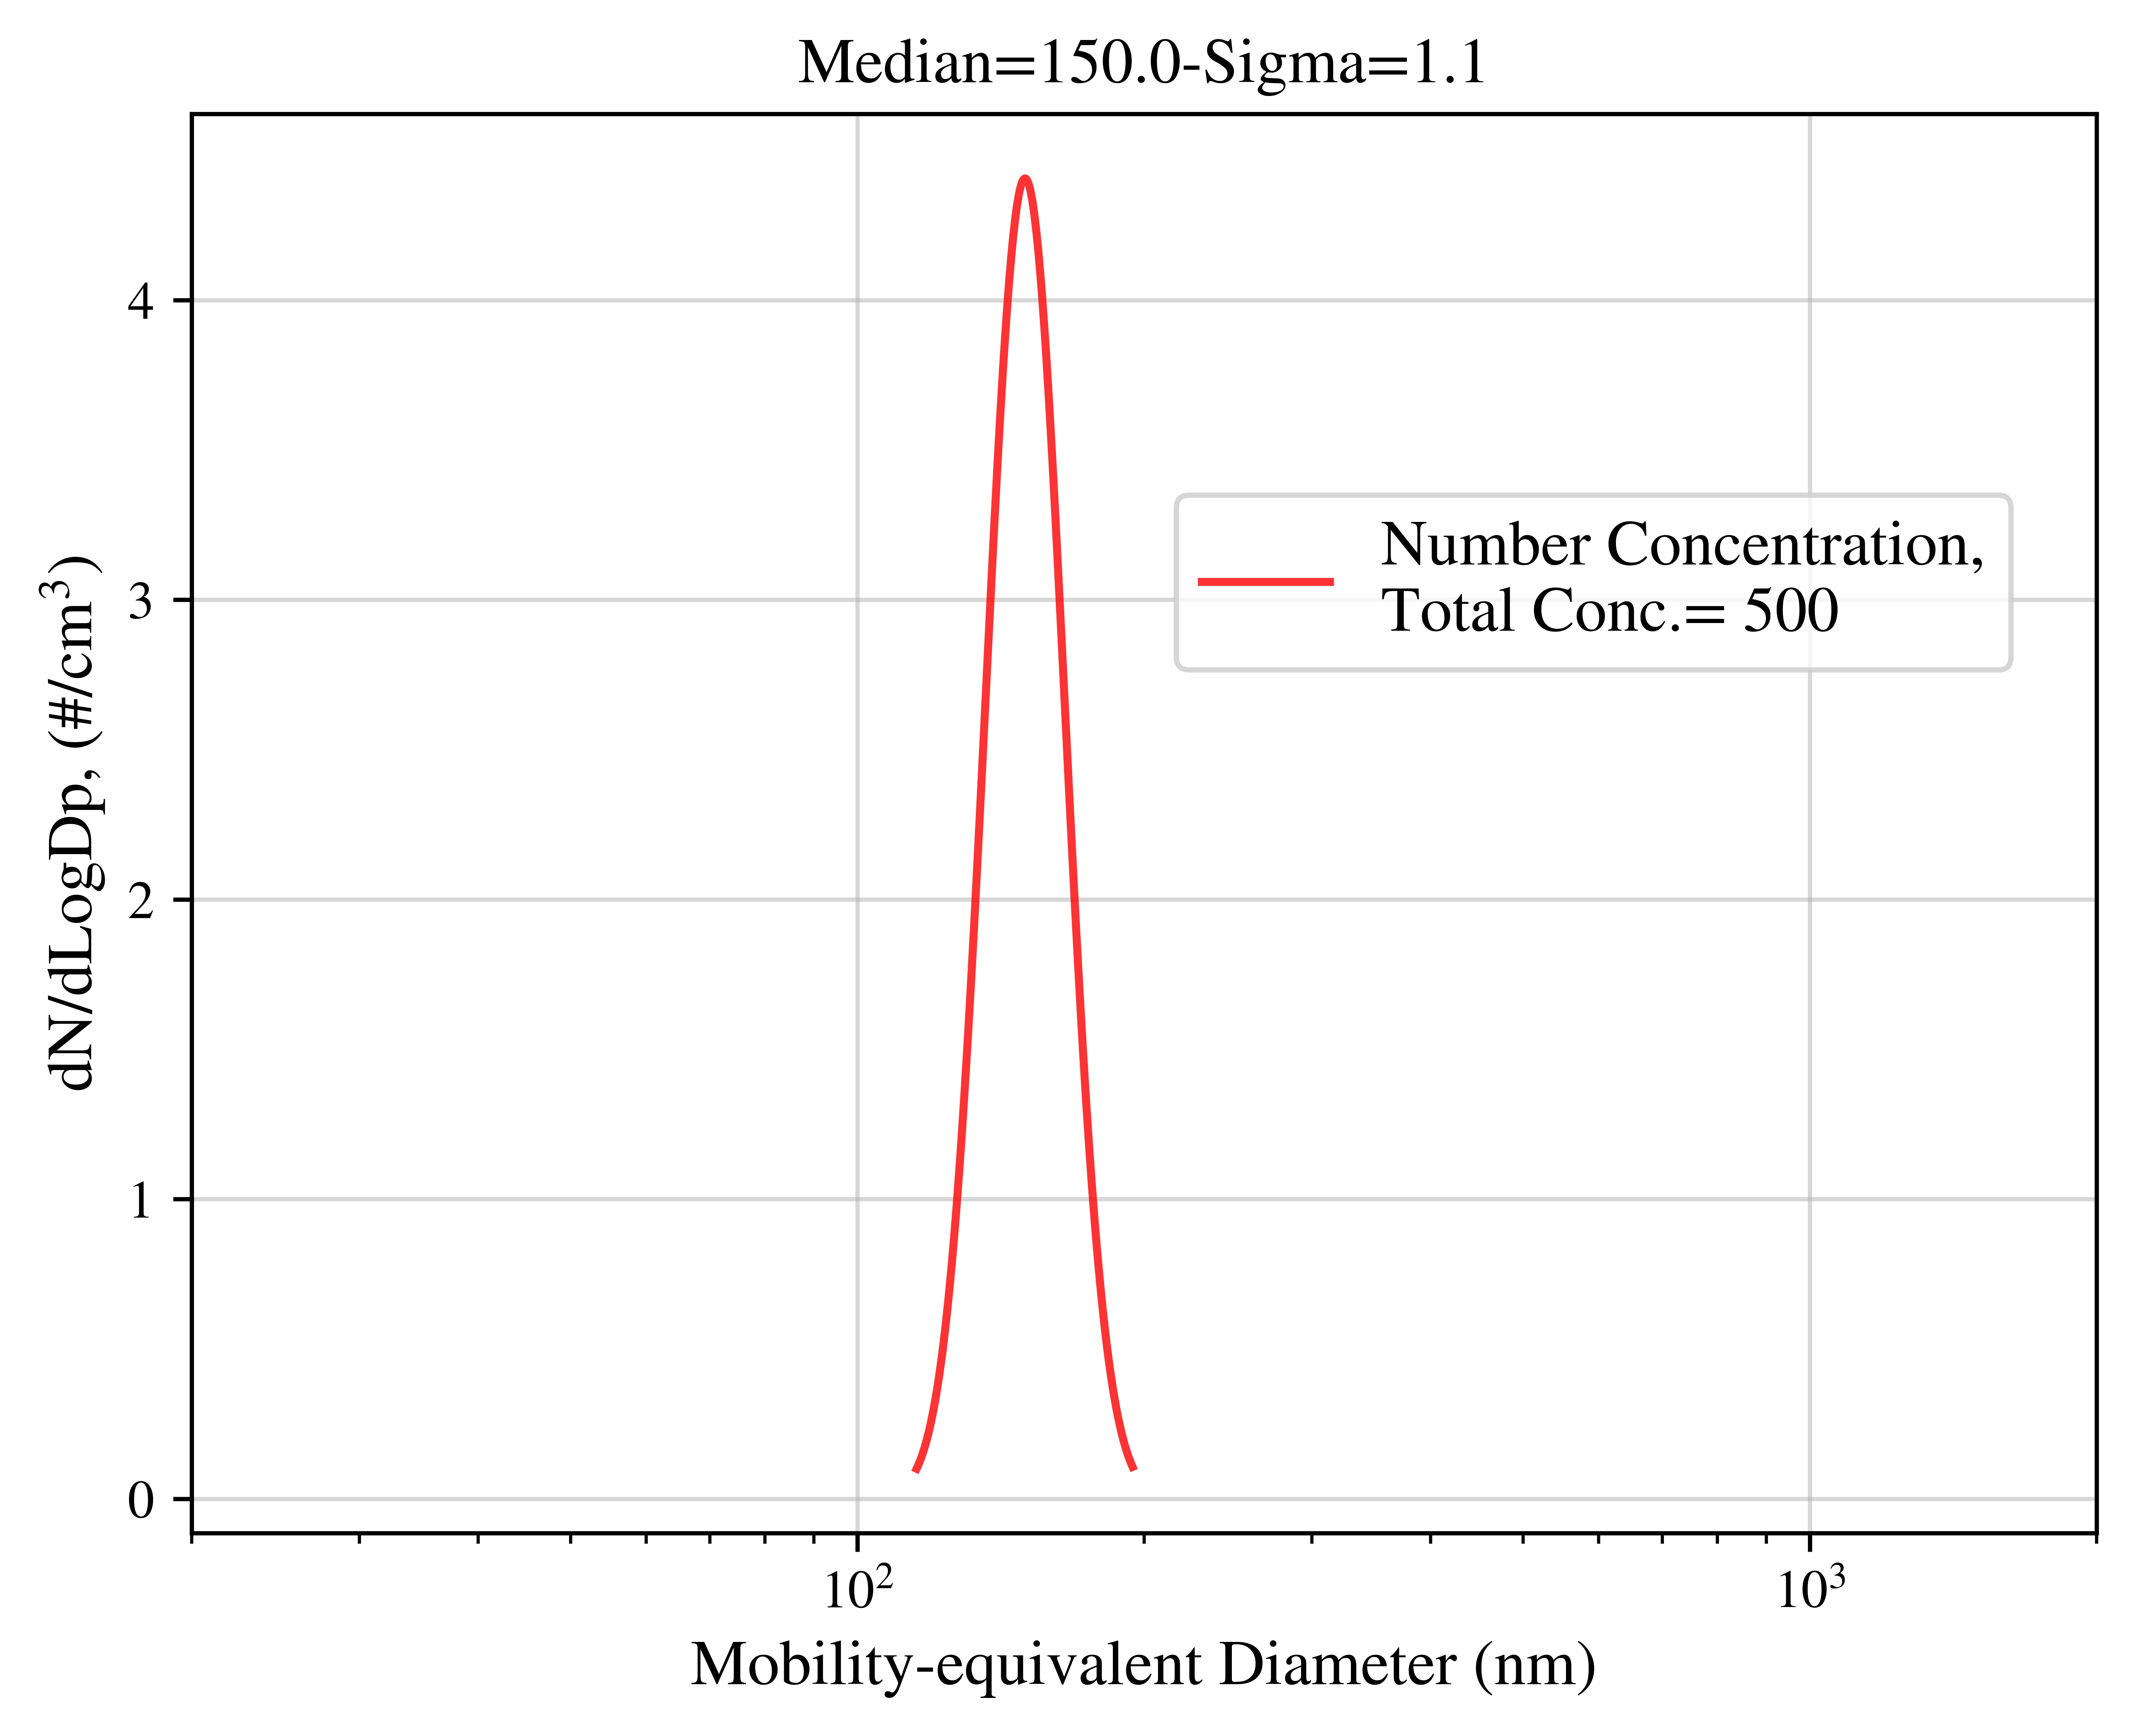 Median=150.0-Sigma=1.1
dN/dLogDp, (#/cm³)
4
3
2
1
0
Number Concentration,
Total Conc.= 500
10²
10³
Mobility-equivalent Diameter (nm)